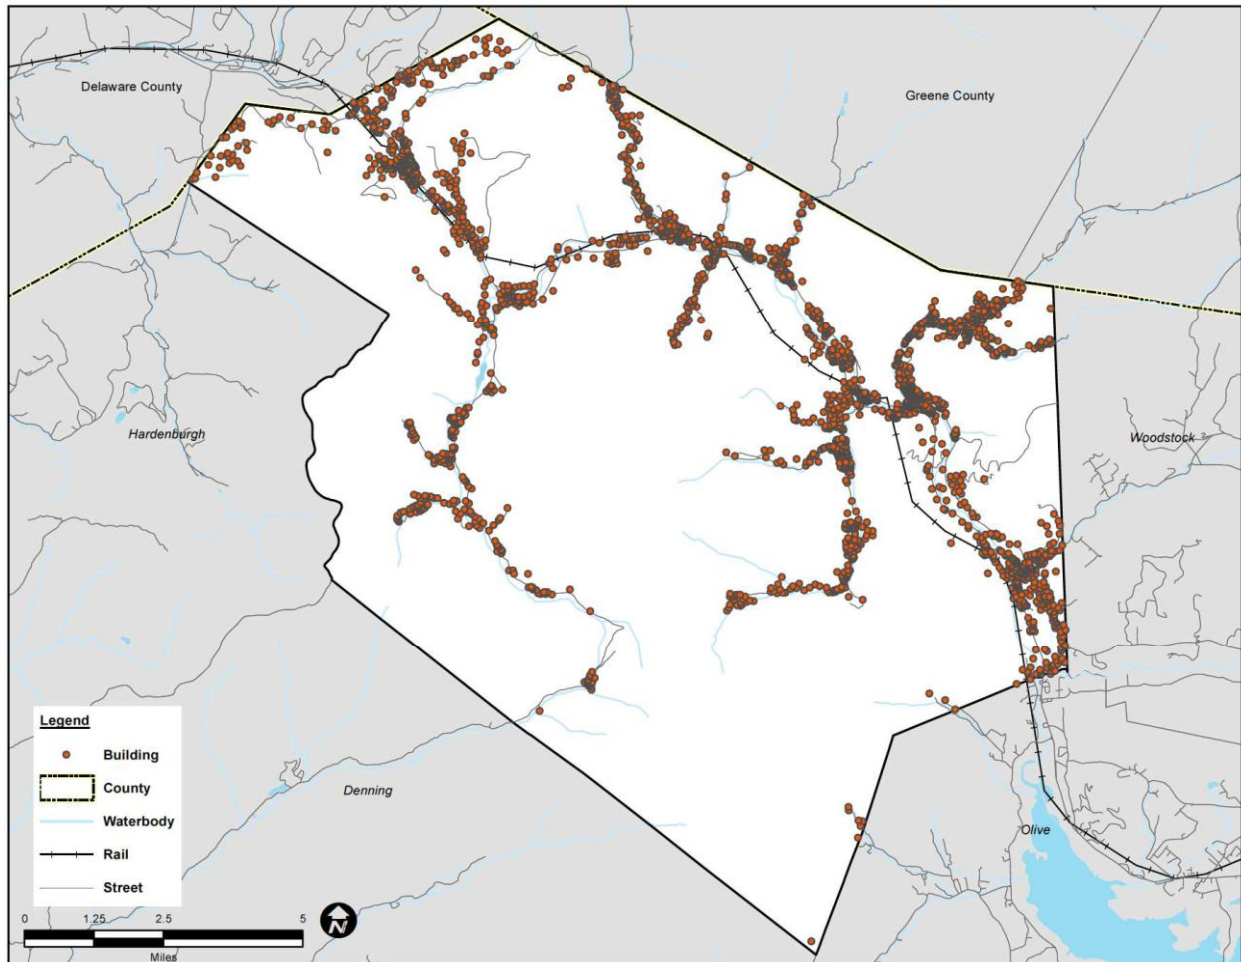 Delaware County
Greene County
Hardenburgh
Woodstock
Denning
Olive
Legend
Building
County
Waterbody
Rail
Street
0 1.25 2.5 5
Miles
N